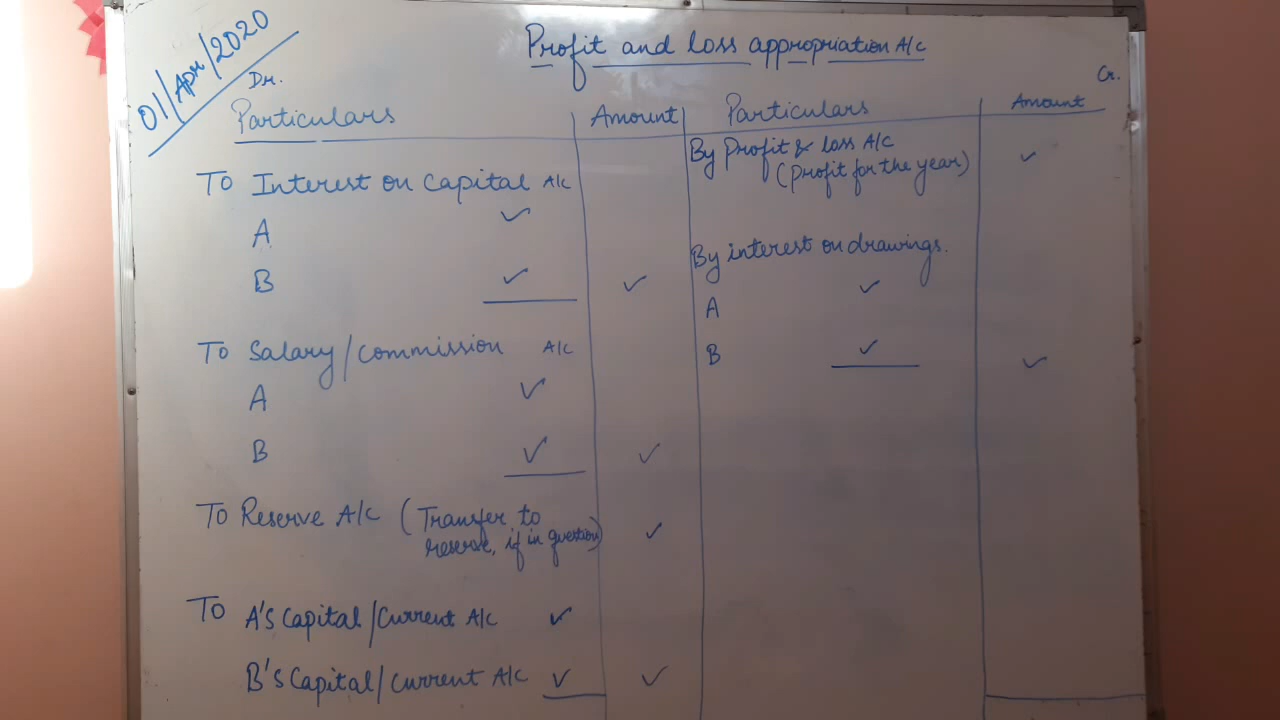 01/Apr/2020
Profit and loss appropriation A/c
Dr.
Cr.
Particulars Amount Particulars Amount
To Interest on capital A/c
A ✓
B ✓ ✓
To Salary/commission A/c
A ✓
B ✓ ✓
To Reserve A/c (Transfer to
reserve, if in question) ✓
To A's Capital/Current A/c ✓
B's Capital/Current A/c ✓ ✓
By Profit & loss A/c
(profit for the year) ✓
By interest on drawings.
A ✓
B ✓ ✓